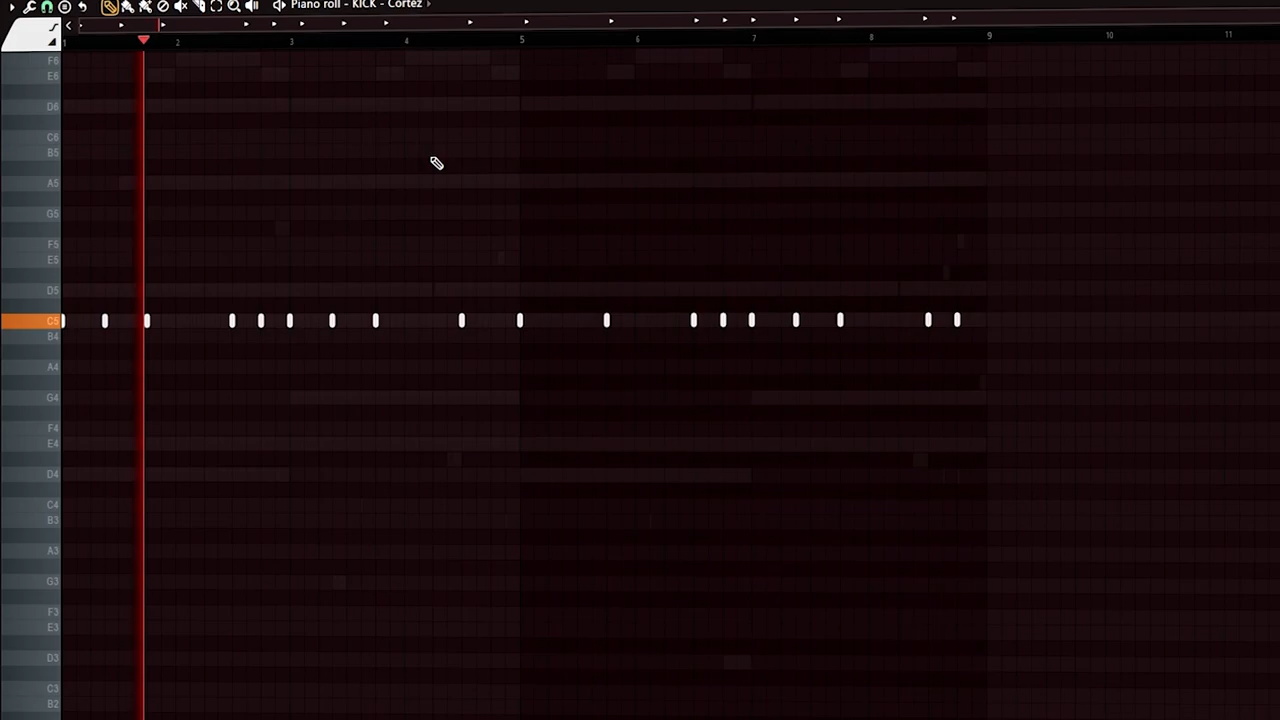 Piano roll - KICK - Cortez
1 2 3 4 5 6 7 8 9 10 11
F6
E6
D6
C6
B5
A5
G5
F5
E5
D5
C5
B4
A4
G4
F4
E4
D4
C4
B3
A3
G3
F3
E3
D3
C3
B2